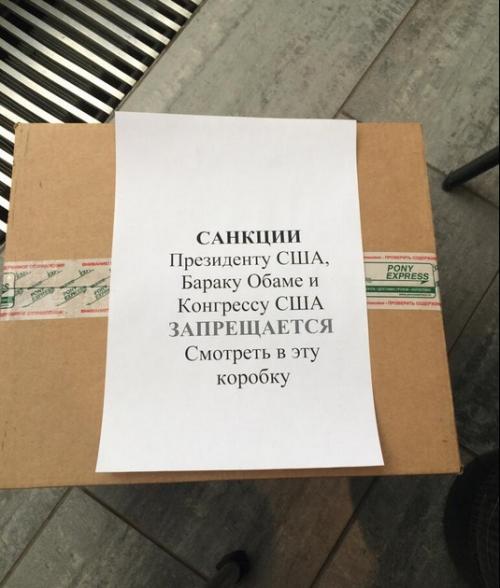 САНКЦИИ
Президенту США,
Бараку Обаме и
Конгрессу США
ЗАПРЕЩАЕТСЯ
Смотреть в эту
коробку
PONY
EXPRESS